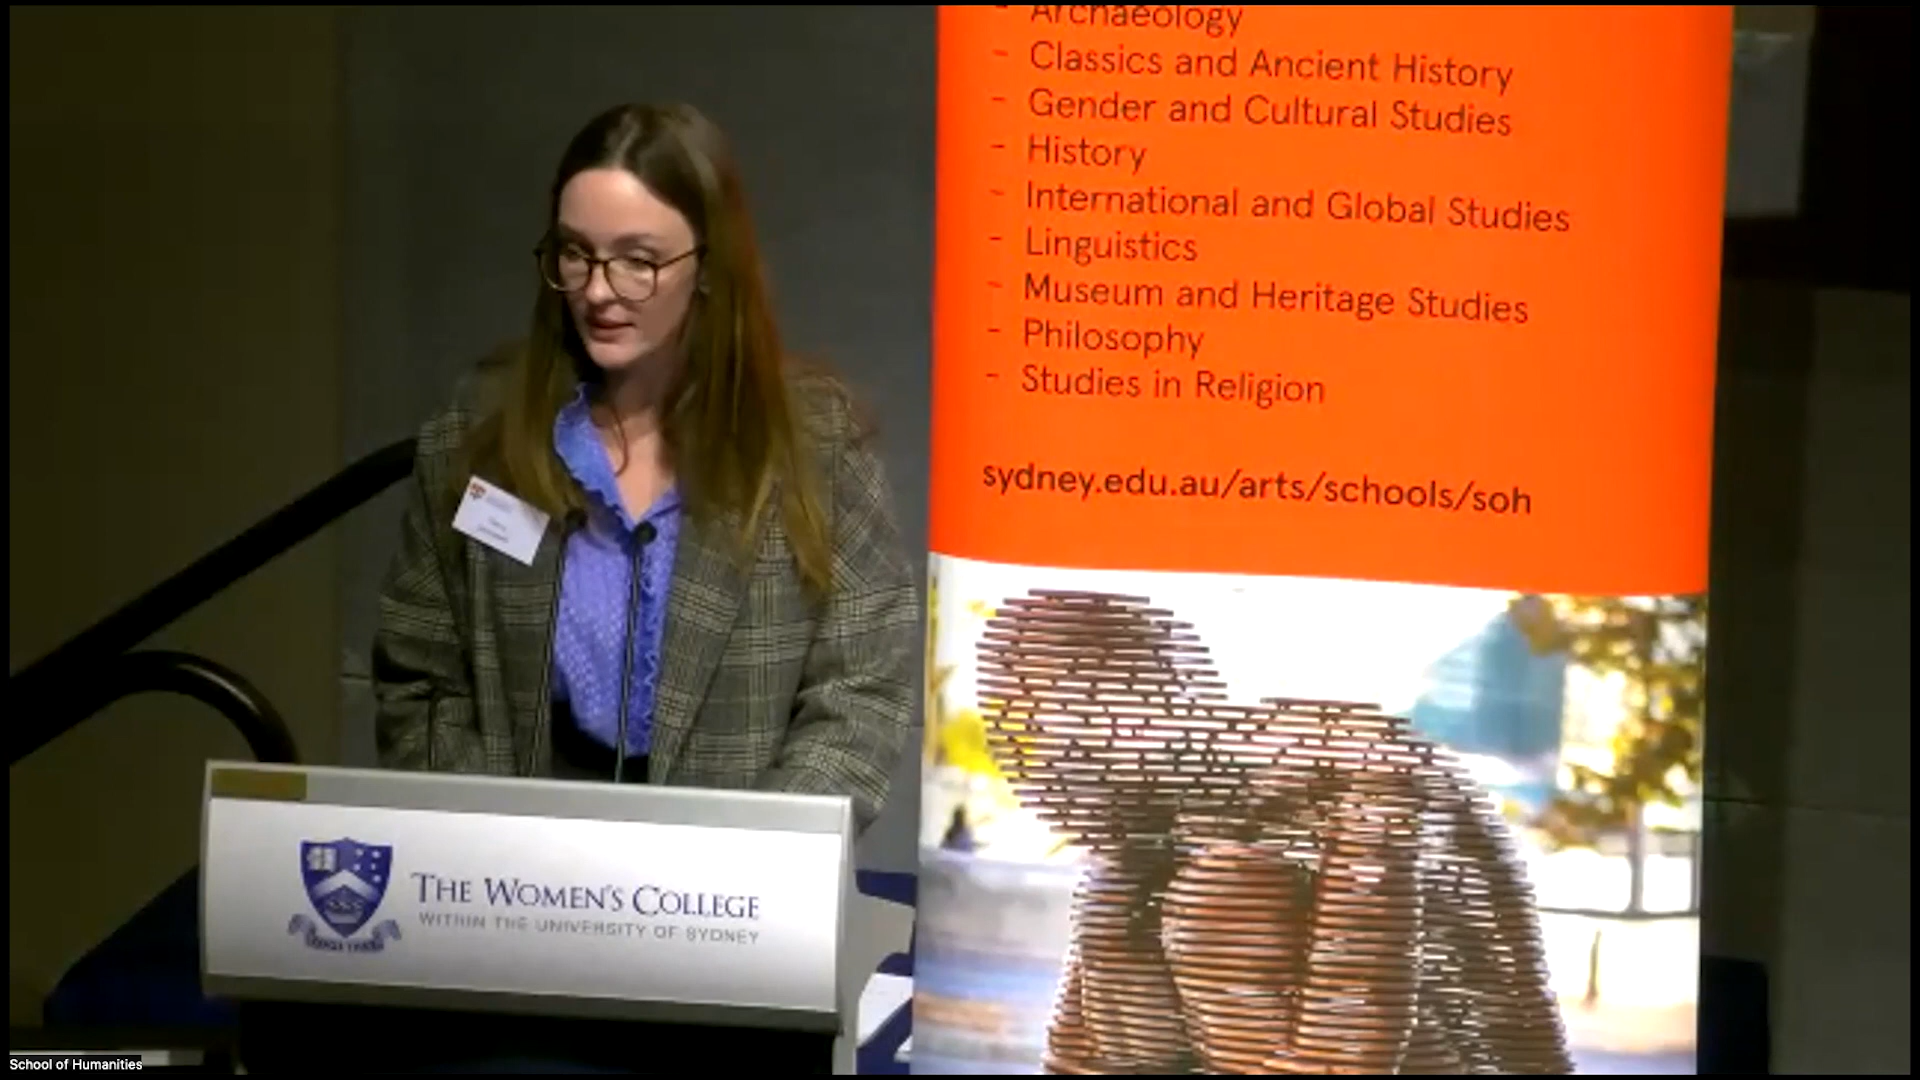 - Archaeology
- Classics and Ancient History
- Gender and Cultural Studies
- History
- International and Global Studies
- Linguistics
- Museum and Heritage Studies
- Philosophy
- Studies in Religion
sydney.edu.au/arts/schools/soh
THE WOMEN'S COLLEGE
WITHIN THE UNIVERSITY OF SYDNEY
School of Humanities